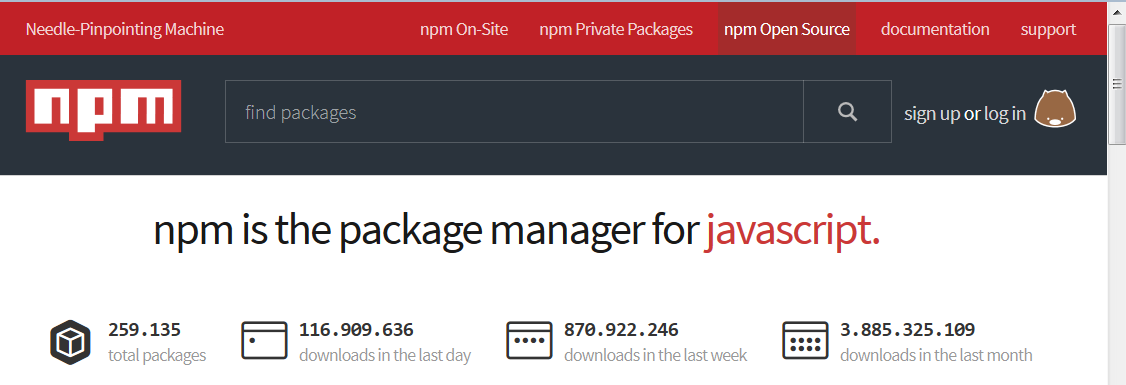 Needle-Pinpointing Machine npm On-Site npm Private Packages npm Open Source documentation support
npm find packages sign up or log in
npm is the package manager for javascript.
259.135 116.909.636 870.922.246 3.885.325.109
total packages downloads in the last day downloads in the last week downloads in the last month